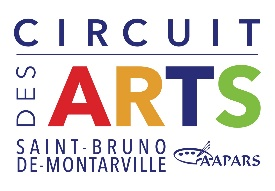 CIRCUIT
DES ARTS
SAINT-BRUNO
DE-MONTARVILLE AAPARS